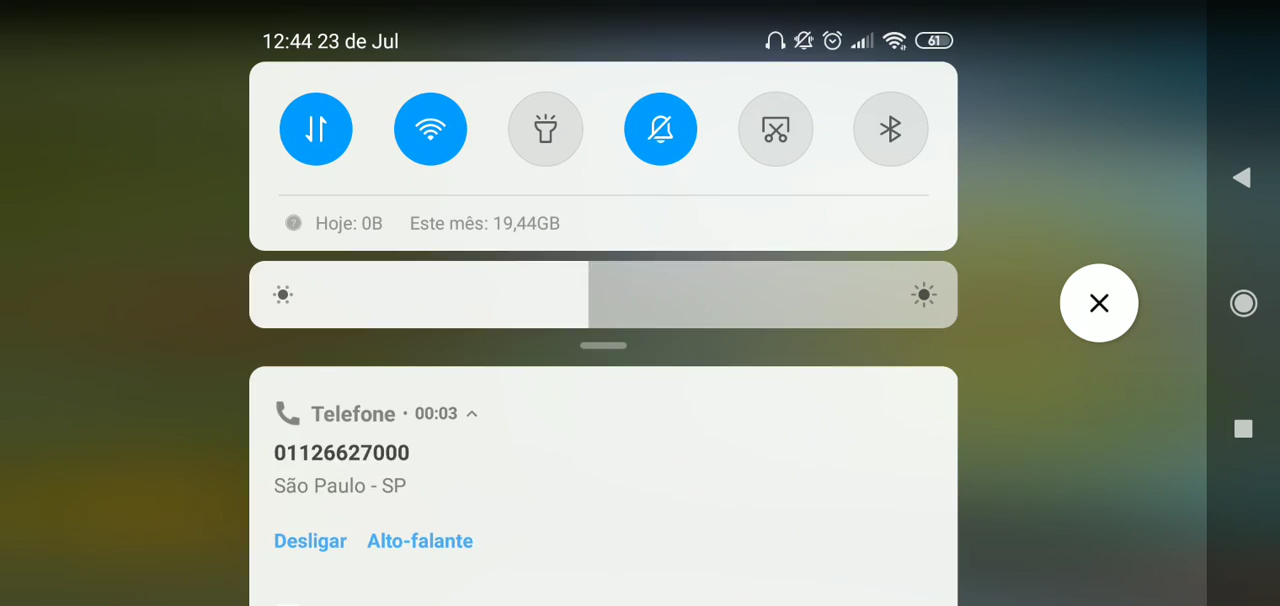 12:44 23 de Jul
61
Hoje: 0B Este mês: 19,44GB
Telefone · 00:03
01126627000
São Paulo - SP
Desligar Alto-falante